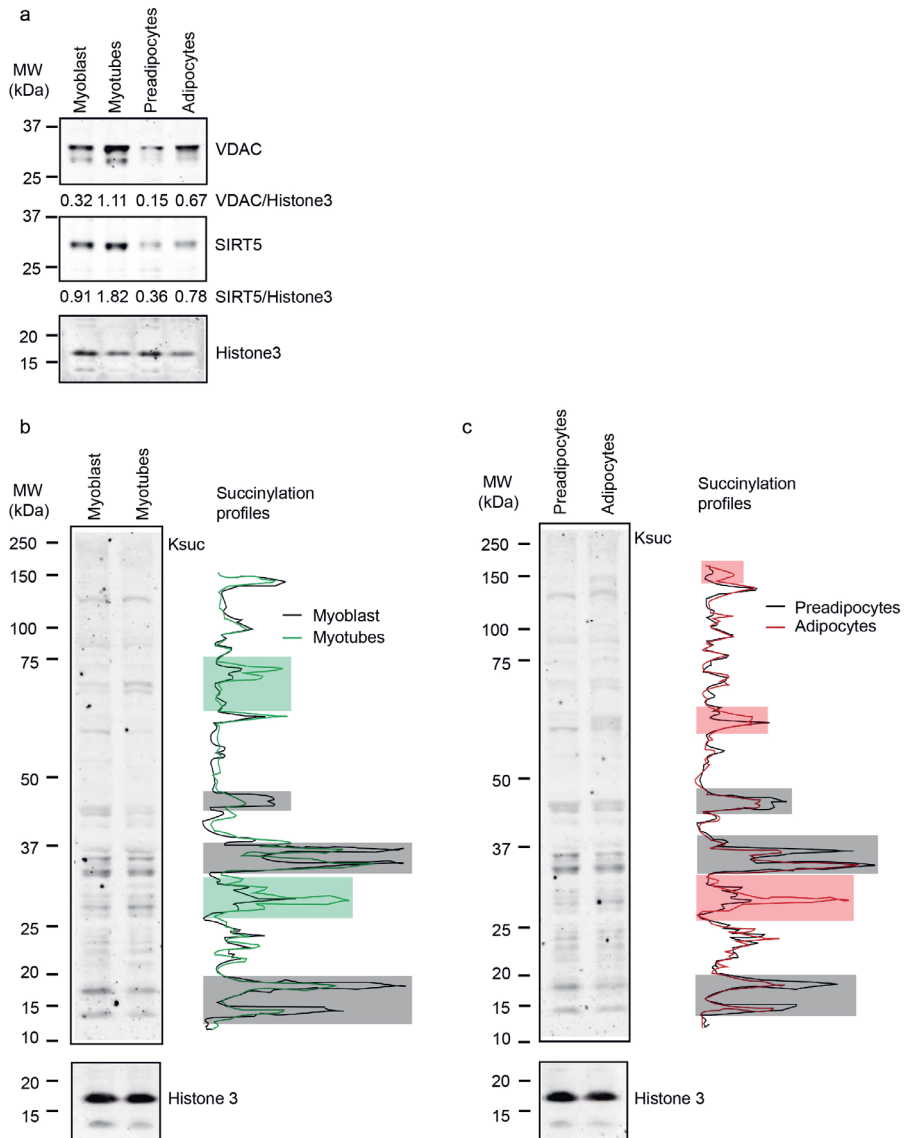 a
MW
(kDa)
Myoblast
Myotubes
Preadipocytes
Adipocytes
37
25
VDAC
0.32 1.11 0.15 0.67 VDAC/Histone3
37
25
SIRT5
0.91 1.82 0.36 0.78 SIRT5/Histone3
20
15
Histone3
b
MW
(kDa)
Myoblast
Myotubes
Succinylation
profiles
Ksuc
250
150
100
75
50
37
25
20
15
10
Myoblast
Myotubes
20
15
Histone 3
c
MW
(kDa)
Preadipocytes
Adipocytes
Succinylation
profiles
Ksuc
250
150
100
75
50
37
25
20
15
10
Preadipocytes
Adipocytes
20
15
Histone 3